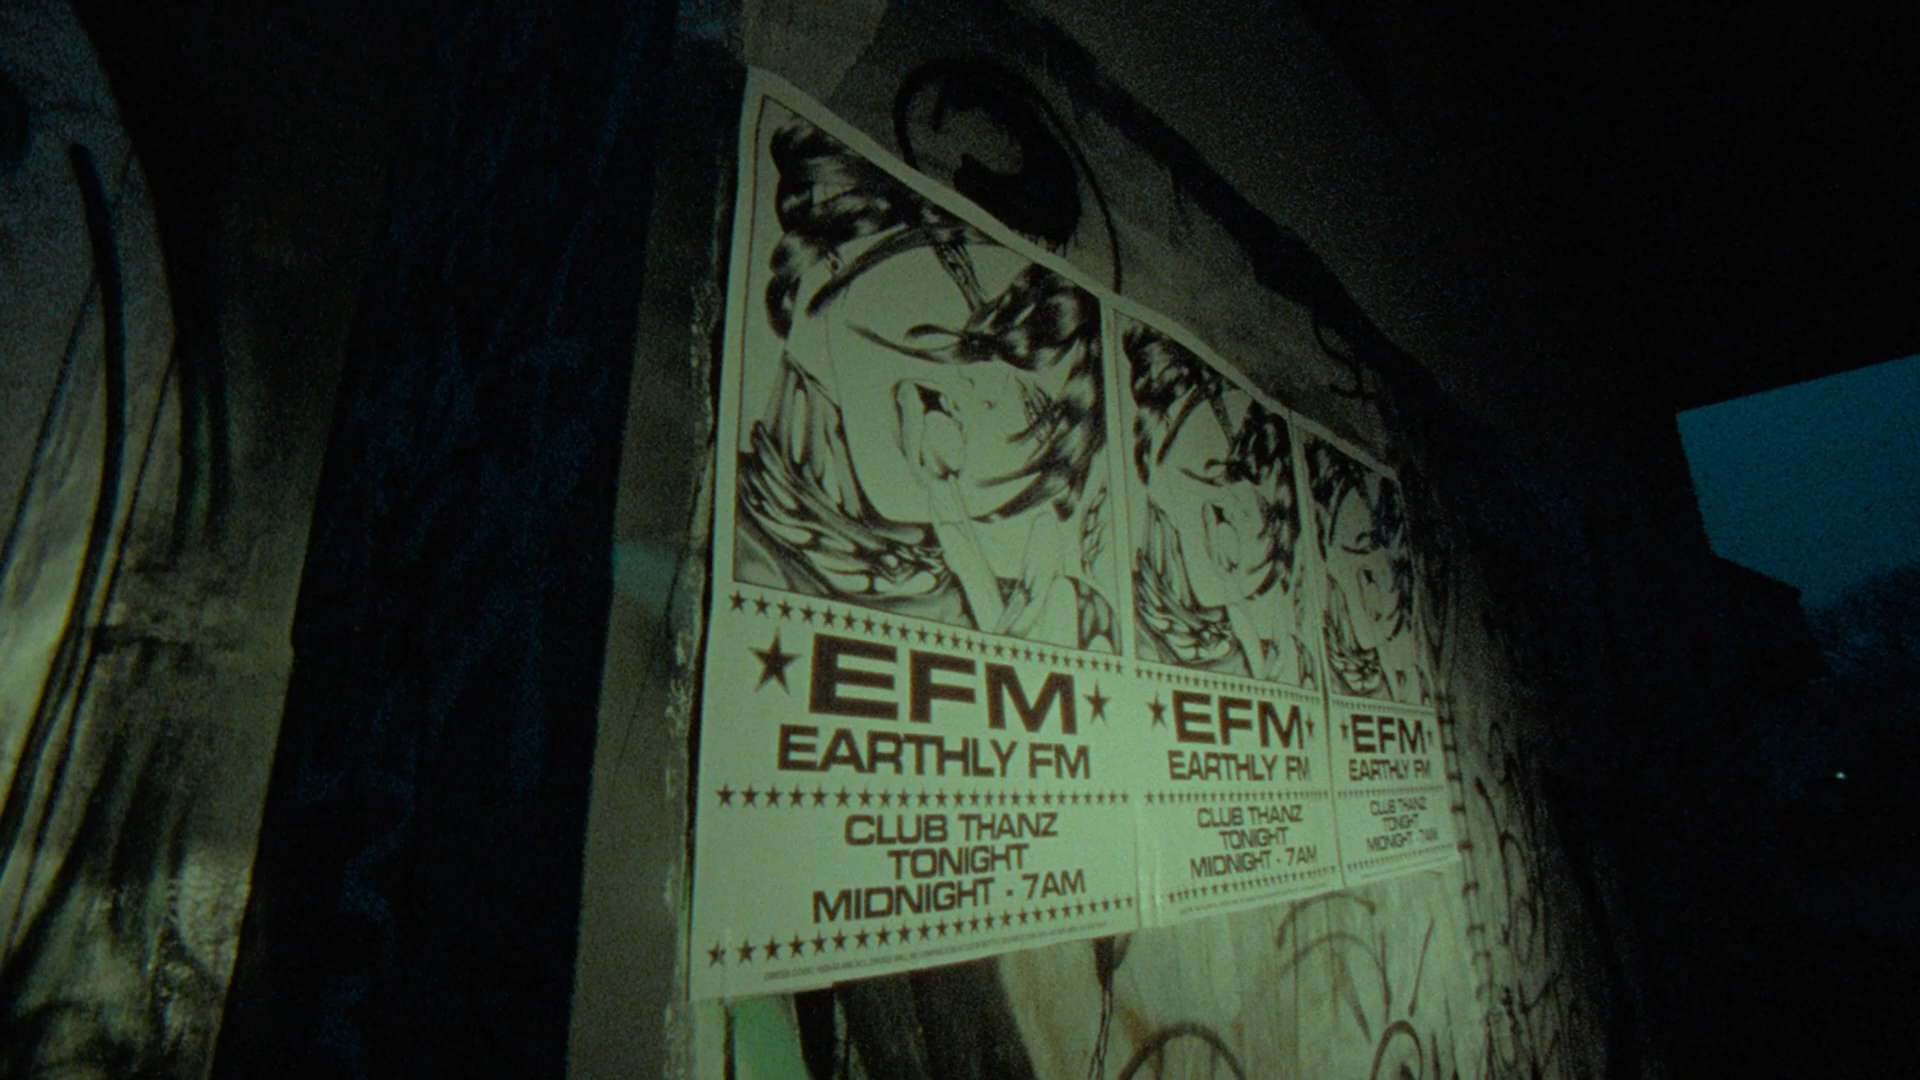 EFM
EARTHLY FM
CLUB THANZ
TONIGHT
MIDNIGHT · 7AM
EFM
EARTHLY FM
CLUB THANZ
TONIGHT
MIDNIGHT · 7AM
EFM
EARTHLY FM
CLUB THANZ
TONIGHT
MIDNIGHT · 7AM